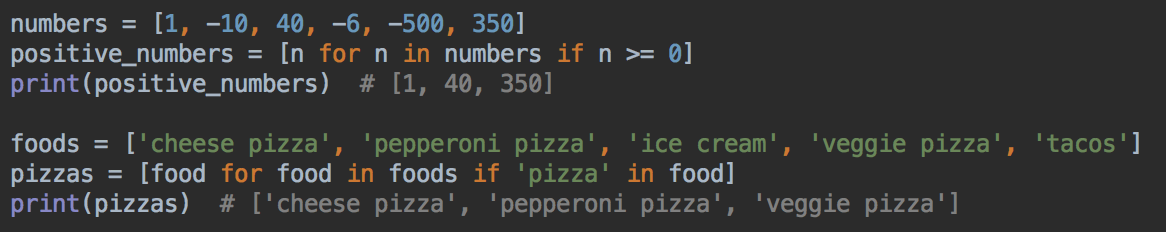 numbers = [1, -10, 40, -6, -500, 350]
positive_numbers = [n for n in numbers if n >= 0]
print(positive_numbers)  # [1, 40, 350]

foods = ['cheese pizza', 'pepperoni pizza', 'ice cream', 'veggie pizza', 'tacos']
pizzas = [food for food in foods if 'pizza' in food]
print(pizzas)  # ['cheese pizza', 'pepperoni pizza', 'veggie pizza']